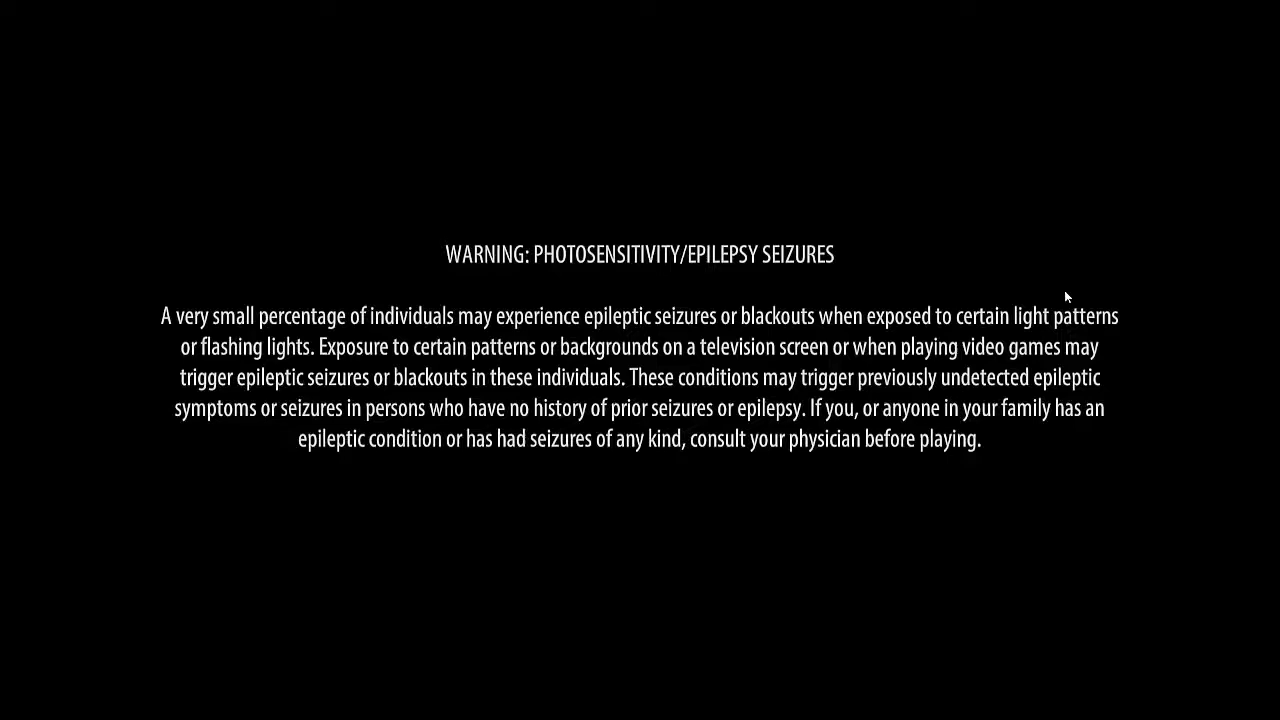 WARNING: PHOTOSENSITIVITY/EPILEPSY SEIZURES
A very small percentage of individuals may experience epileptic seizures or blackouts when exposed to certain light patterns
or flashing lights. Exposure to certain patterns or backgrounds on a television screen or when playing video games may
trigger epileptic seizures or blackouts in these individuals. These conditions may trigger previously undetected epileptic
symptoms or seizures in persons who have no history of prior seizures or epilepsy. If you, or anyone in your family has an
epileptic condition or has had seizures of any kind, consult your physician before playing.